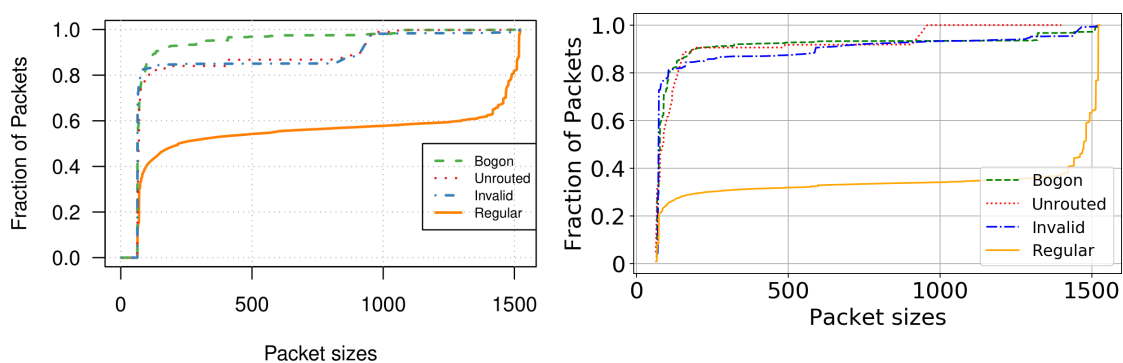 Fraction of Packets
1.0
0.8
0.6
0.4
0.2
0.0
Bogon
Unrouted
Invalid
Regular
0 500 1000 1500
Packet sizes
Fraction of Packets
1.0
0.8
0.6
0.4
0.2
0
Bogon
Unrouted
Invalid
Regular
0 500 1000 1500
Packet sizes